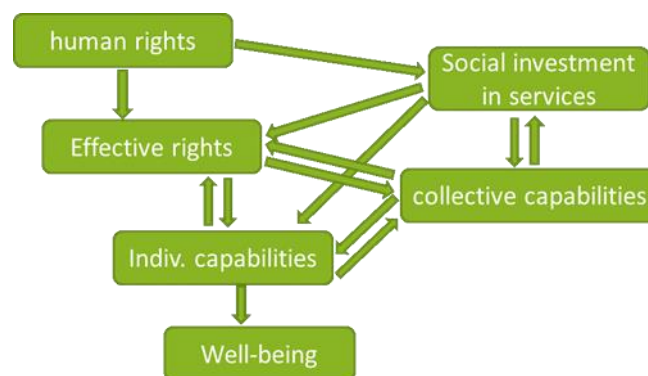 human rights
Social investment
in services
Effective rights
collective capabilities
Indiv. capabilities
Well-being